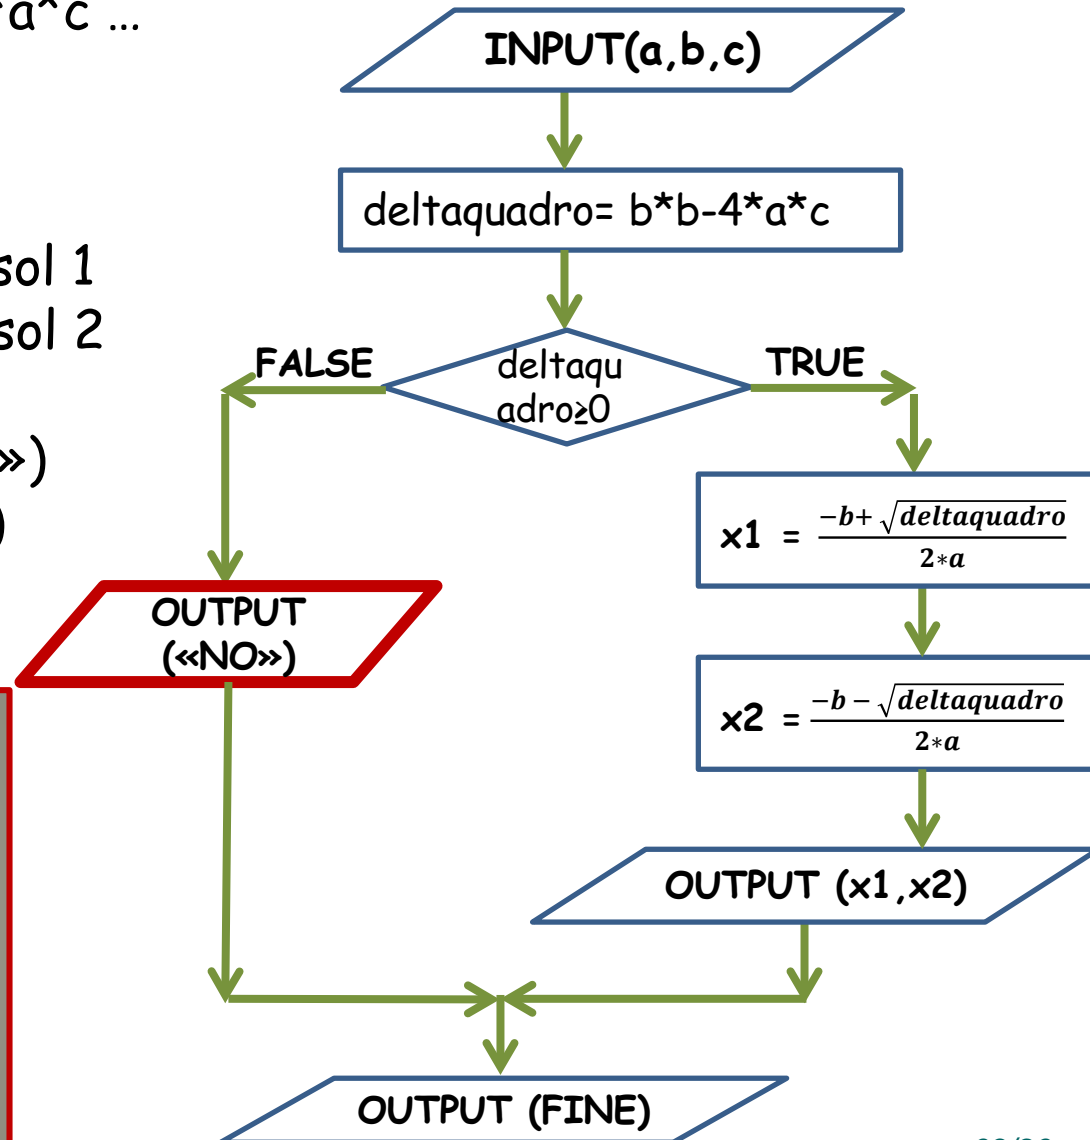 *a*c ...
sol 1
sol 2
»)
)
INPUT(a,b,c)
deltaquadro= b*b-4*a*c
deltaqu
adro≥0
FALSE
TRUE
OUTPUT
(«NO»)
x1 = −b+ √deltaquadro
2∗a
x2 = −b − √deltaquadro
2∗a
OUTPUT (x1,x2)
OUTPUT (FINE)